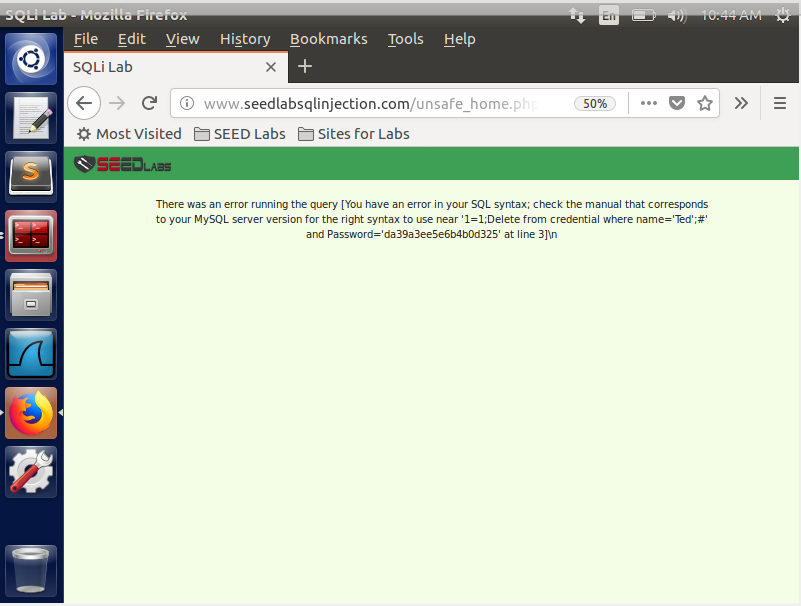 SQLi Lab - Mozilla Firefox
En
10:44 AM
File Edit View History Bookmarks Tools Help
SQLi Lab
www.seedlabsqlinjection.com/unsafe_home.php
50%
Most Visited SEED Labs Sites for Labs
SEEDLABS
There was an error running the query [You have an error in your SQL syntax; check the manual that corresponds
to your MySQL server version for the right syntax to use near '1=1;Delete from credential where name='Ted';#'
and Password='da39a3ee5e6b4b0d325' at line 3]\n